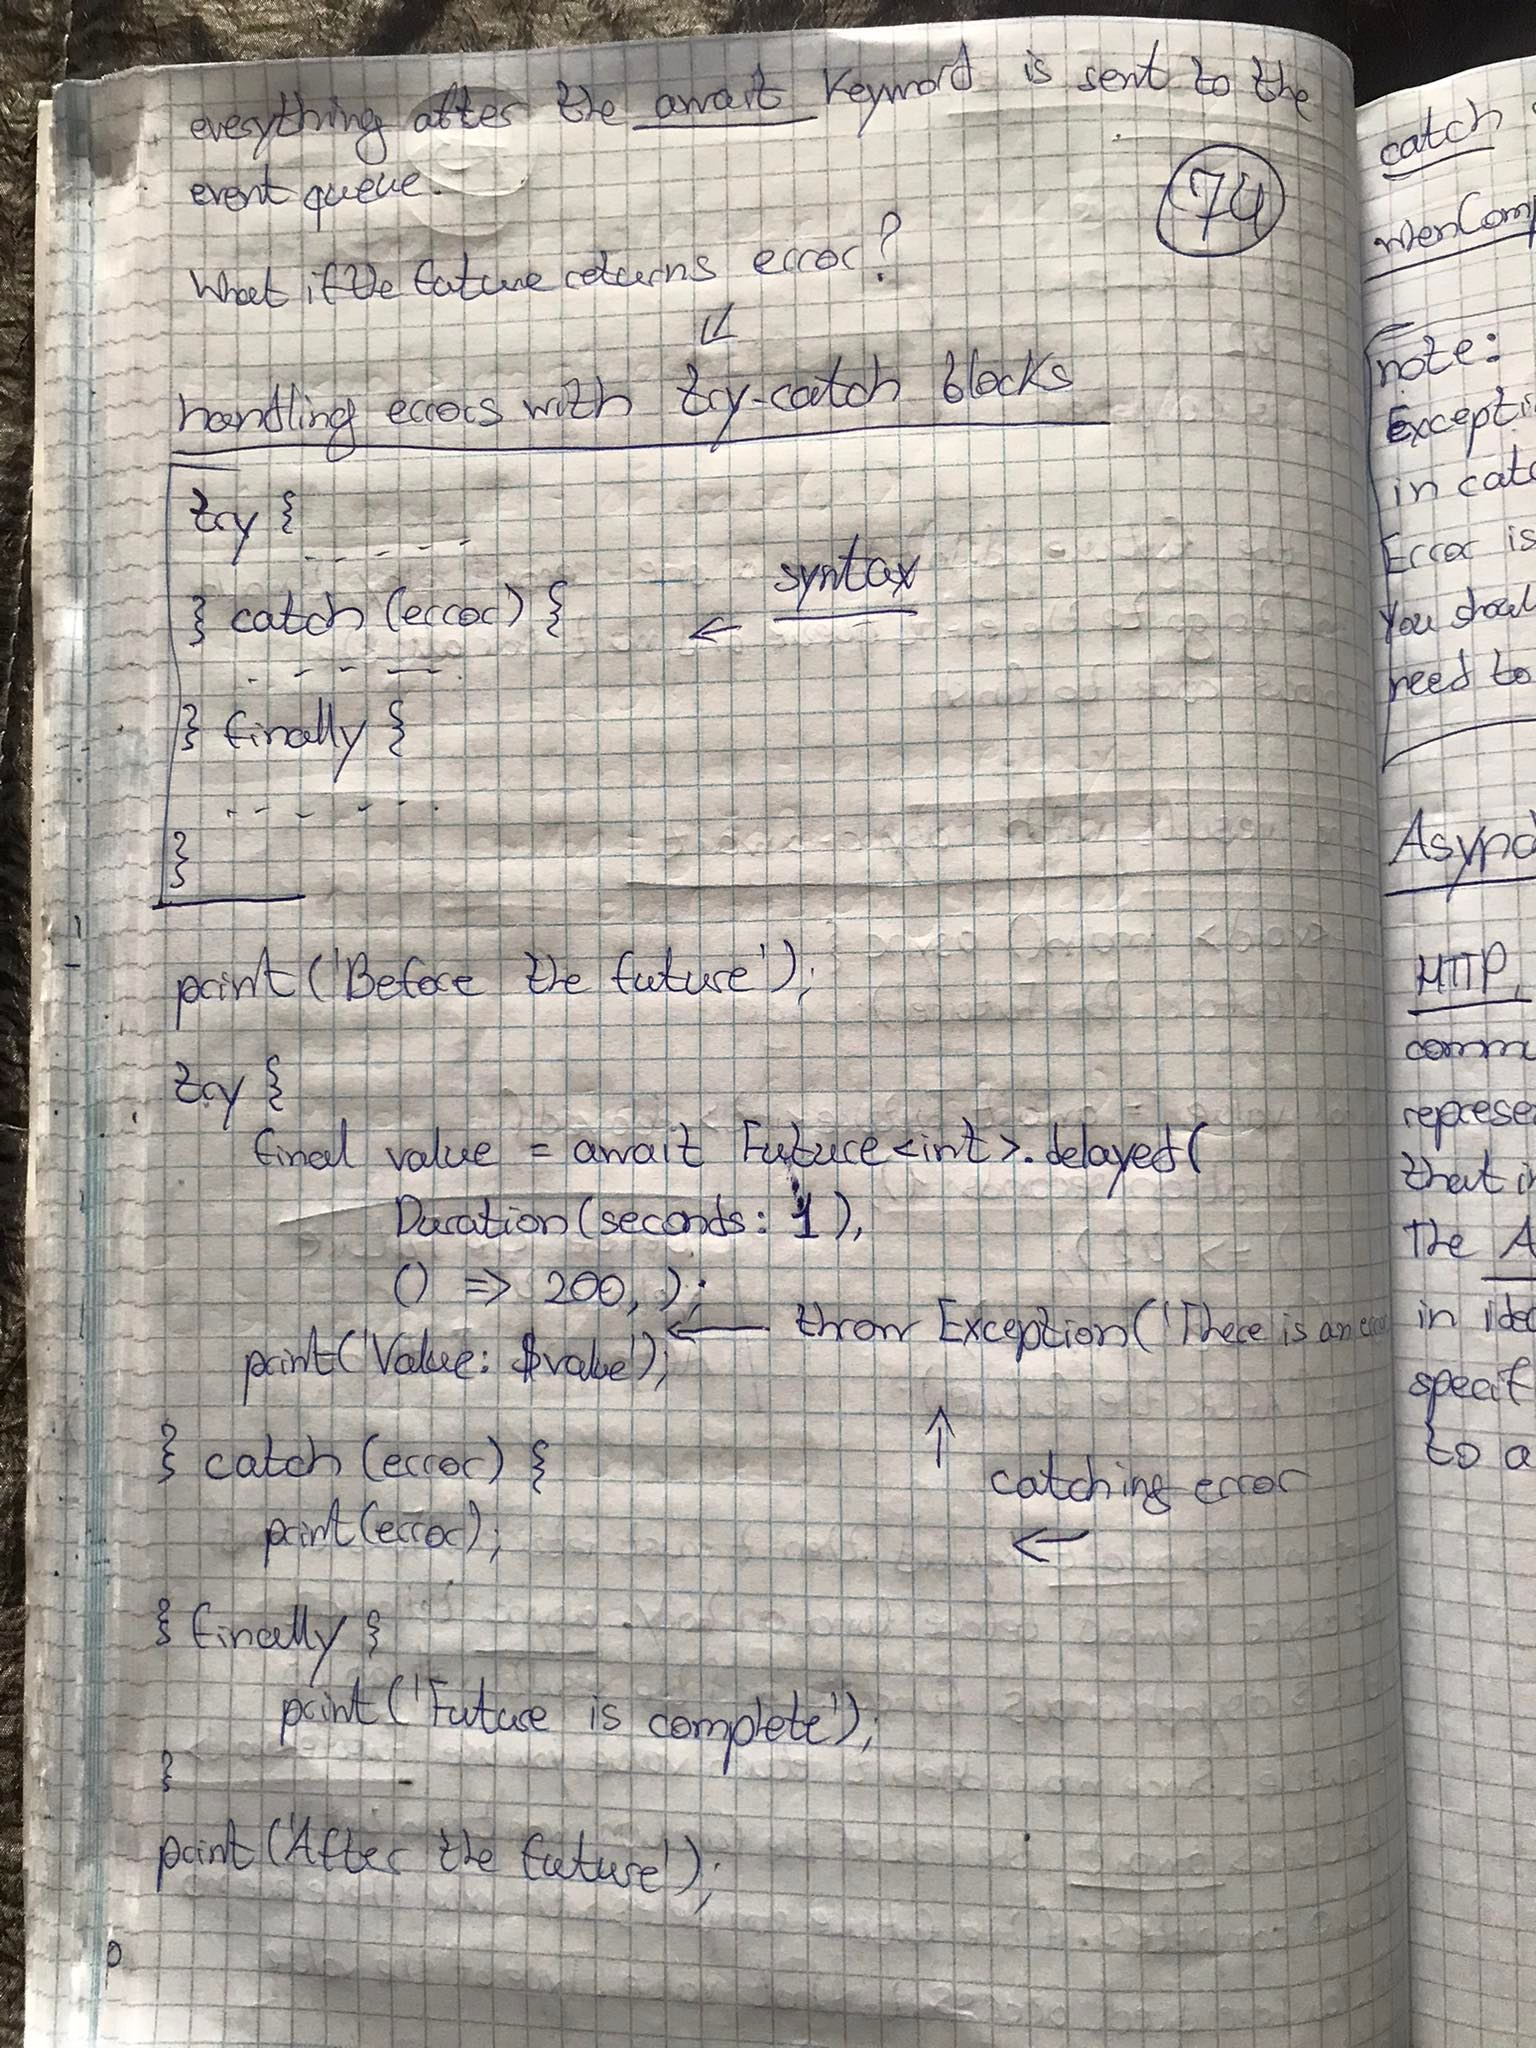 everything after the await keyword is sent to the
event queue.
74
What if the future returns error?
↙
handling errors with try-catch blocks
try {
- - - - -
} catch (error) {
← syntax
- - - -
} finally {
- - - - - -
}
print('Before the future');
try {
final value = await Future<int>.delayed(
Duration(seconds: 1),
() => 200, );
← throw Exception('There is an
print('Value: $value');
↑
} catch (error) {
catching error
←
print(error);
} finally {
print('Future is complete');
}
print('After the future');
catch
whenComp
note:
Excepti
in catc
Error is
You shoul
need to
HTTP,
commu
represe
that i
The A
in ide
specif
to a